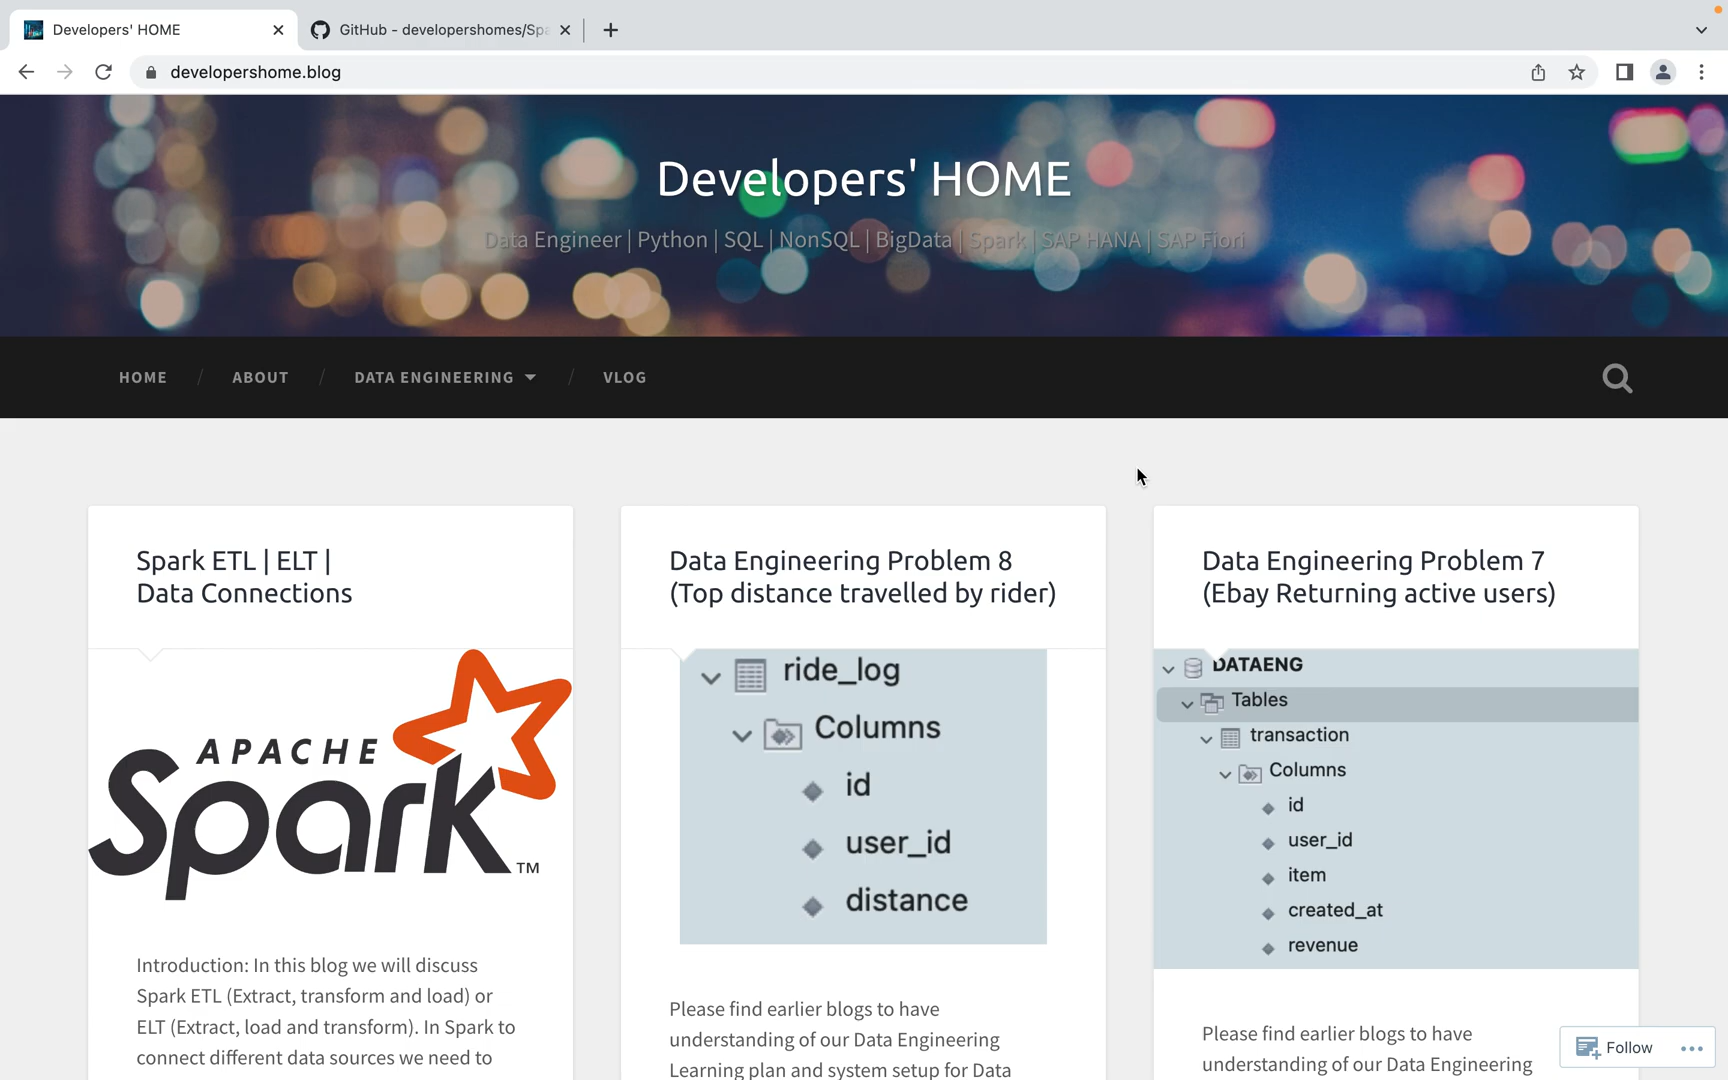 Developers' HOME
GitHub - developershomes/Spa
developershome.blog
Developers' HOME
Data Engineer | Python | SQL | NonSQL | BigData | Spark | SAP HANA | SAP Fiori
HOME / ABOUT / DATA ENGINEERING / VLOG
Spark ETL | ELT |
Data Connections
APACHE
Spark™
Introduction: In this blog we will discuss
Spark ETL (Extract, transform and load) or
ELT (Extract, load and transform). In Spark to
connect different data sources we need to
Data Engineering Problem 8
(Top distance travelled by rider)
ride_log
Columns
id
user_id
distance
Please find earlier blogs to have
understanding of our Data Engineering
Learning plan and system setup for Data
Data Engineering Problem 7
(Ebay Returning active users)
DATAENG
Tables
transaction
Columns
id
user_id
item
created_at
revenue
Please find earlier blogs to have
understanding of our Data Engineering
Follow